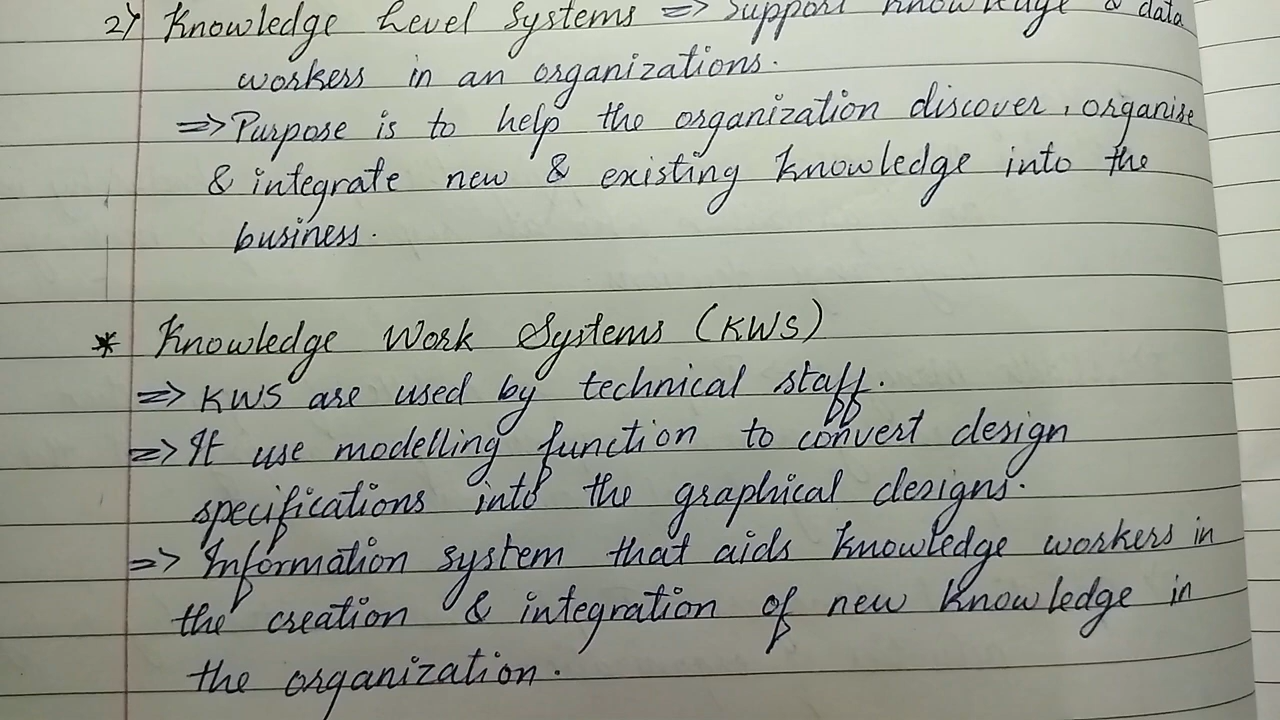 2) Knowledge Level Systems => Support Knowledge & data
workers in an organizations.
=> Purpose is to help the organization discover, organise
& integrate new & existing Knowledge into the
business.
* Knowledge Work Systems (KWS)
=> KWS are used by technical staff.
=> It use modelling function to convert design
specifications into the graphical designs.
=> Information system that aids Knowledge workers in
the creation & integration of new Knowledge in
the organization.